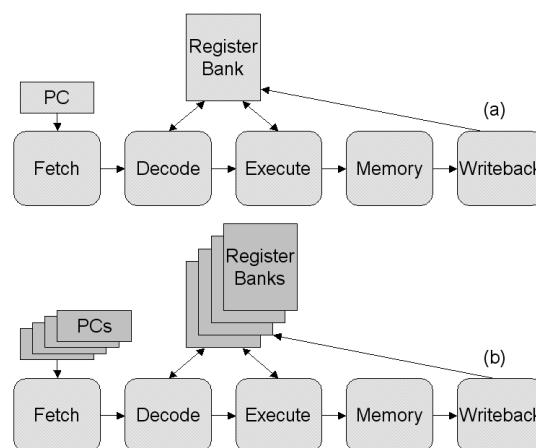 Register
Bank
PC
(a)
Fetch
Decode
Execute
Memory
Writeback
Register
Banks
PCs
(b)
Fetch
Decode
Execute
Memory
Writeback